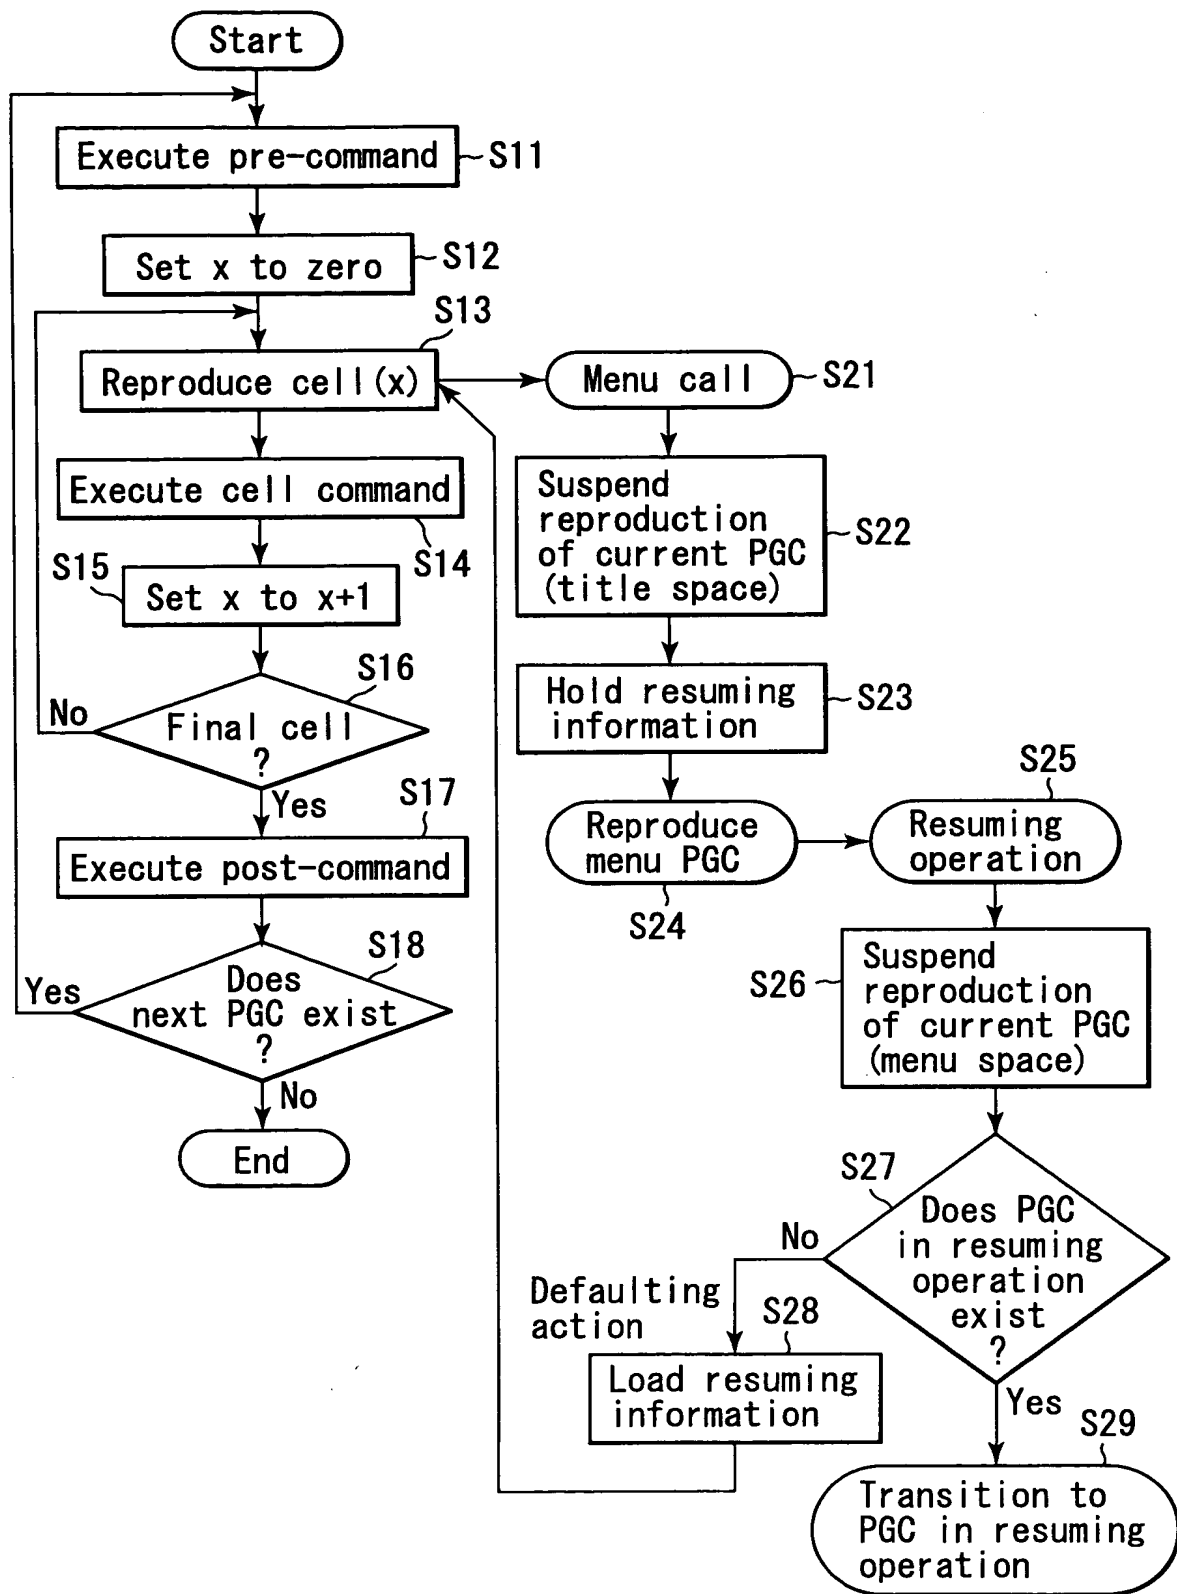 Start
Execute pre-command
S11
Set x to zero
S12
S13
Reproduce cell(x)
Menu call
S21
Execute cell command
S14
Suspend
reproduction
of current PGC
(title space)
S22
S15
Set x to x+1
S16
No
Final cell
?
Yes
Hold resuming
information
S23
S17
Execute post-command
Reproduce
menu PGC
S24
S25
Resuming
operation
S18
Yes
Does
next PGC exist
?
No
End
S26
Suspend
reproduction
of current PGC
(menu space)
S27
No
Does PGC
in resuming
operation
exist
?
Yes
Defaulting
action
S28
Load resuming
information
S29
Transition to
PGC in resuming
operation